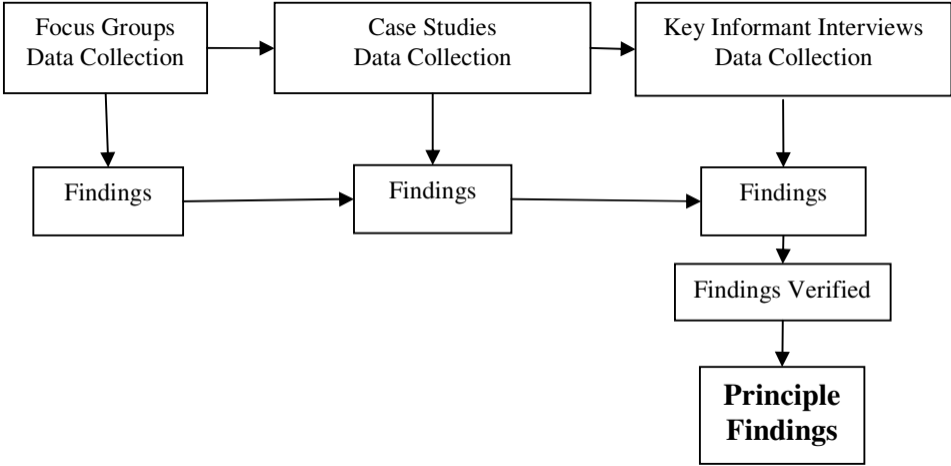 Focus Groups
Data Collection
Case Studies
Data Collection
Key Informant Interviews
Data Collection
Findings
Findings
Findings
Findings Verified
Principle
Findings